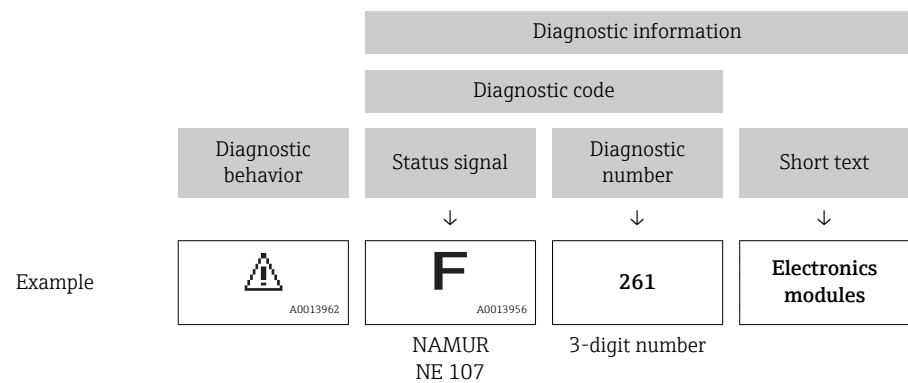 Diagnostic information
Diagnostic code
Diagnostic
behavior
Status signal
Diagnostic
number
Short text
↓ ↓ ↓
Example
A0013962
F
A0013956
261
Electronics
modules
NAMUR
NE 107
3-digit number